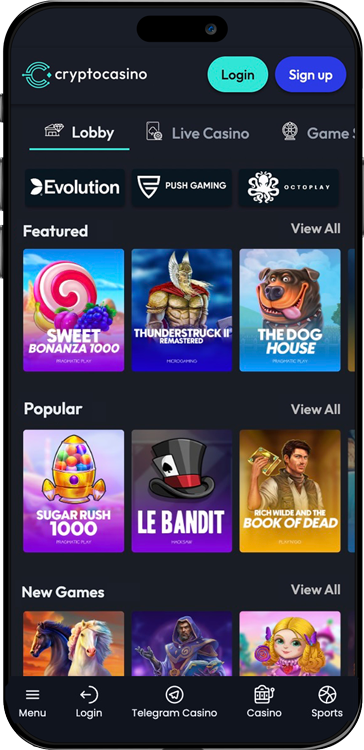 cryptocasino
Login
Sign up
Lobby
Live Casino
Game S
Evolution
PUSH GAMING
OCTOPLAY
Featured
View All
SWEET
BONANZA 1000
PRAGMATIC PLAY
THUNDERSTRUCK II
REMASTERED
MICROGAMING
THE DOG
HOUSE
PRAGMATIC PLAY
Popular
View All
SUGAR RUSH
1000
PRAGMATIC PLAY
LE BANDIT
HACKSAW
RICH WILDE AND THE
BOOK OF DEAD
New Games
View All
Menu
Login
Telegram Casino
Casino
Sports